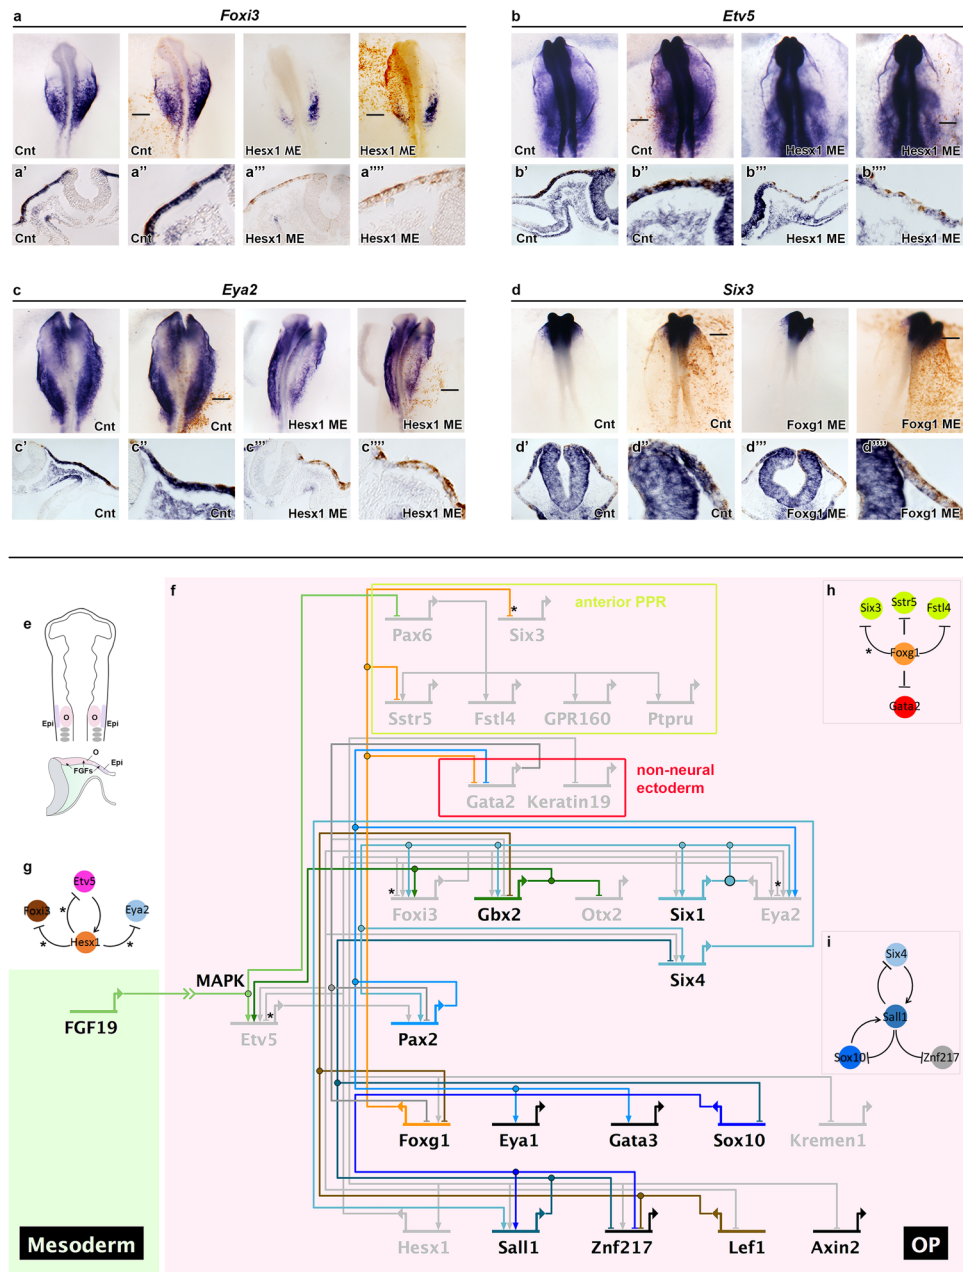 a
Foxi3
b
Etv5
Cnt
Cnt
Hesx1 ME
Hesx1 ME
Cnt
Cnt
Hesx1 ME
Hesx1 ME
a'
a''
a'''
a''''
b'
b''
b'''
b''''
Cnt
Cnt
Hesx1 ME
Hesx1 ME
Cnt
Cnt
Hesx1 ME
Hesx1 ME
c
Eya2
d
Six3
Cnt
Cnt
Hesx1 ME
Hesx1 ME
Cnt
Cnt
Foxg1 ME
Foxg1 ME
c'
c''
c'''
c''''
d'
d''
d'''
d''''
Cnt
Cnt
Hesx1 ME
Hesx1 ME
Cnt
Cnt
Foxg1 ME
Foxg1 ME
e
Epi
O
O
Epi
O
Epi
FGFs
f
anterior PPR
Pax6
*
Six3
Sstr5
Fstl4
GPR160
Ptpru
non-neural
ectoderm
Gata2
Keratin19
*
Foxi3
Gbx2
Otx2
Six1
*
Eya2
Six4
MAPK
FGF19
*
Etv5
Pax2
Foxg1
Eya1
Gata3
Sox10
Kremen1
Hesx1
Sall1
Znf217
Lef1
Axin2
Mesoderm
OP
g
Etv5
Foxi3
*
Eya2
Hesx1
*
*
h
Six3
Sstr5
Fstl4
*
Foxg1
Gata2
i
Six4
Sall1
Sox10
Znf217